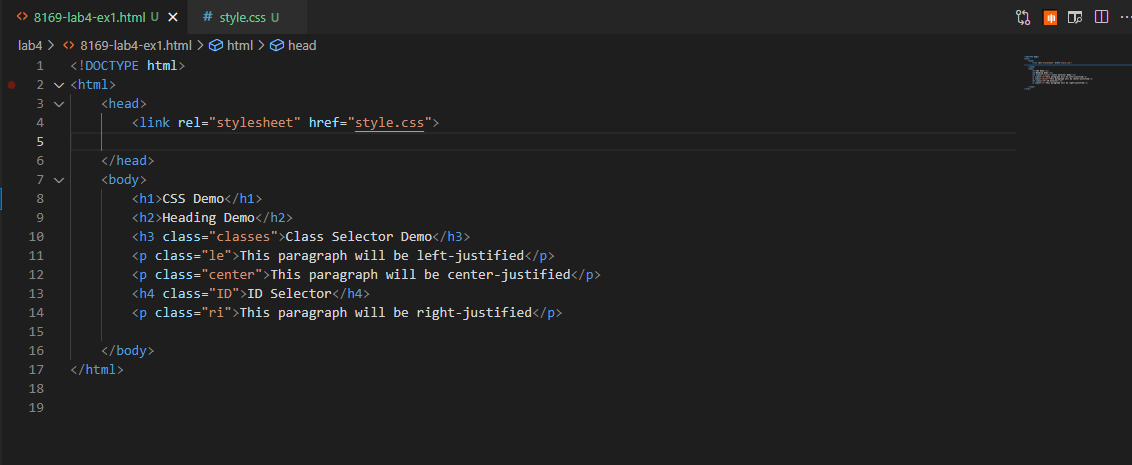 8169-lab4-ex1.html U # style.css U
lab4 > 8169-lab4-ex1.html > html > head
1 <!DOCTYPE html>
2 <html>
3 <head>
4 <link rel="stylesheet" href="style.css">
5
6 </head>
7 <body>
8 <h1>CSS Demo</h1>
9 <h2>Heading Demo</h2>
10 <h3 class="classes">Class Selector Demo</h3>
11 <p class="le">This paragraph will be left-justified</p>
12 <p class="center">This paragraph will be center-justified</p>
13 <h4 class="ID">ID Selector</h4>
14 <p class="ri">This paragraph will be right-justified</p>
15
16 </body>
17 </html>
18
19